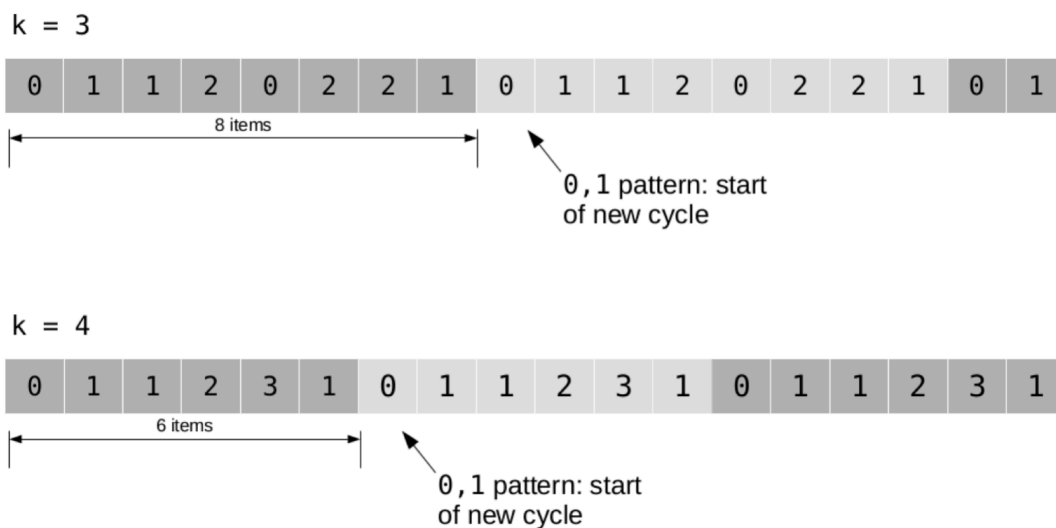 k = 3
0 1 1 2 0 2 2 1 0 1 1 2 0 2 2 1 0 1
8 items
0,1 pattern: start
of new cycle
k = 4
0 1 1 2 3 1 0 1 1 2 3 1 0 1 1 2 3 1
6 items
0,1 pattern: start
of new cycle